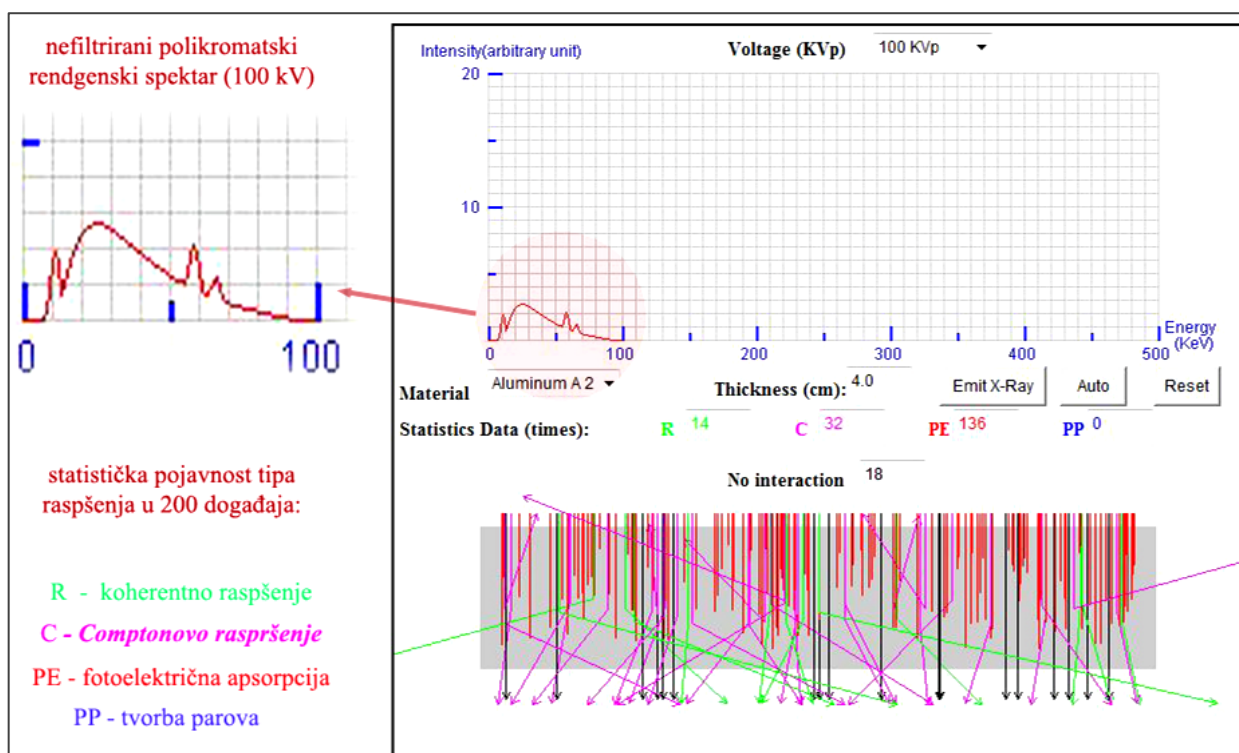 nefiltrirani polikromatski
rendgenski spektar (100 kV)
0 100
statistička pojavnost tipa
raspšenja u 200 događaja:
R - koherentno raspšenje
C - Comptonovo raspršenje
PE - fotoelektrična apsorpcija
PP - tvorba parova
Intensity(arbitrary unit) Voltage (KVp) 100 KVp
20
10
0 100 200 300 400 500
Energy
(KeV)
Material Aluminum A 2 Thickness (cm): 4.0 Emit X-Ray Auto Reset
Statistics Data (times): R 14 C 32 PE 136 PP 0
No interaction 18